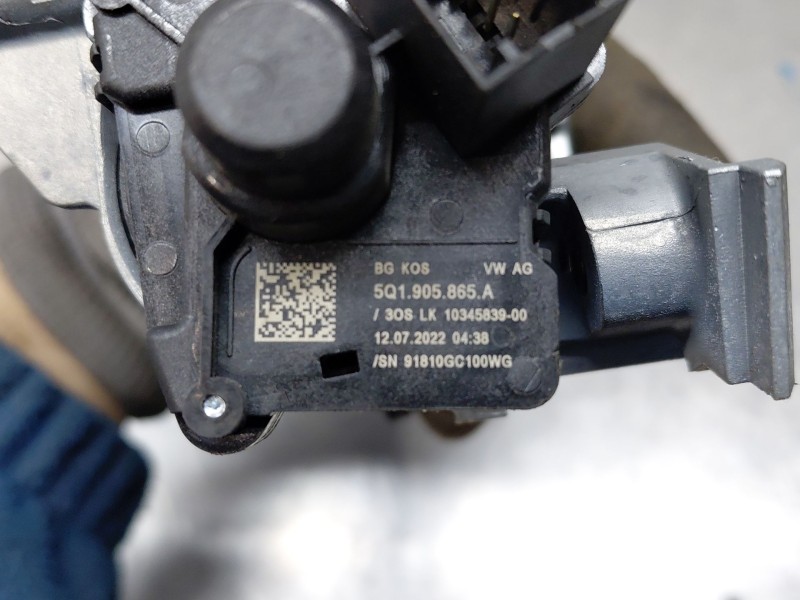 BG KOS VW AG
5Q1.905.865.A
/ 3OS LK 10345839-00
12.07.2022 04:38
/SN 91810GC100WG